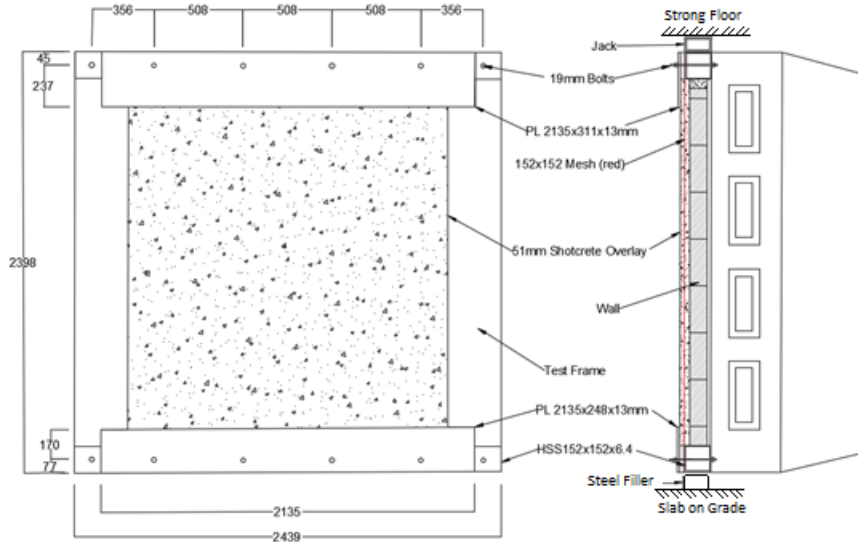 356 508 508 508 356
Strong Floor
Jack
45
19mm Bolts
237
PL 2135x311x13mm
152x152 Mesh (red)
51mm Shotcrete Overlay
2398
Wall
Test Frame
PL 2135x248x13mm
170
HSS152x152x6.4
77
Steel Filler
Slab on Grade
2135
2439